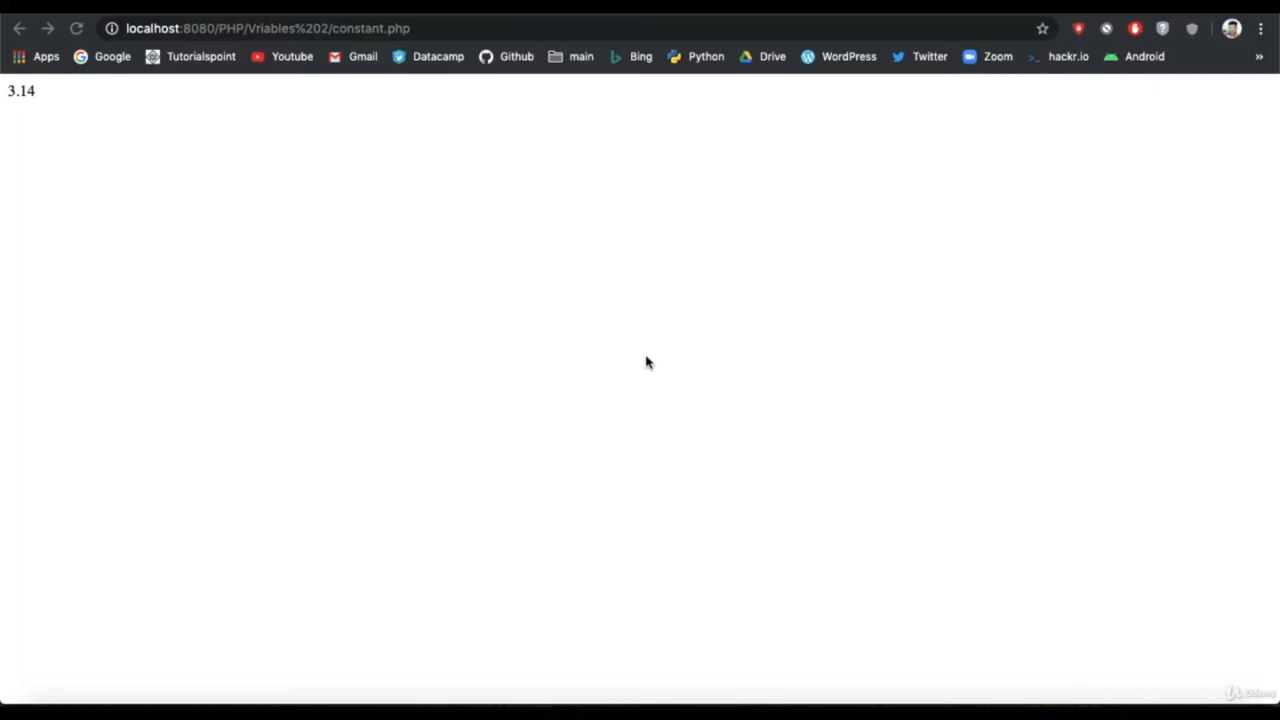 localhost:8080/PHP/Vriables%202/constant.php
Apps Google Tutorialspoint Youtube Gmail Datacamp Github main Bing Python Drive WordPress Twitter Zoom hackr.io Android »
3.14
Udemy